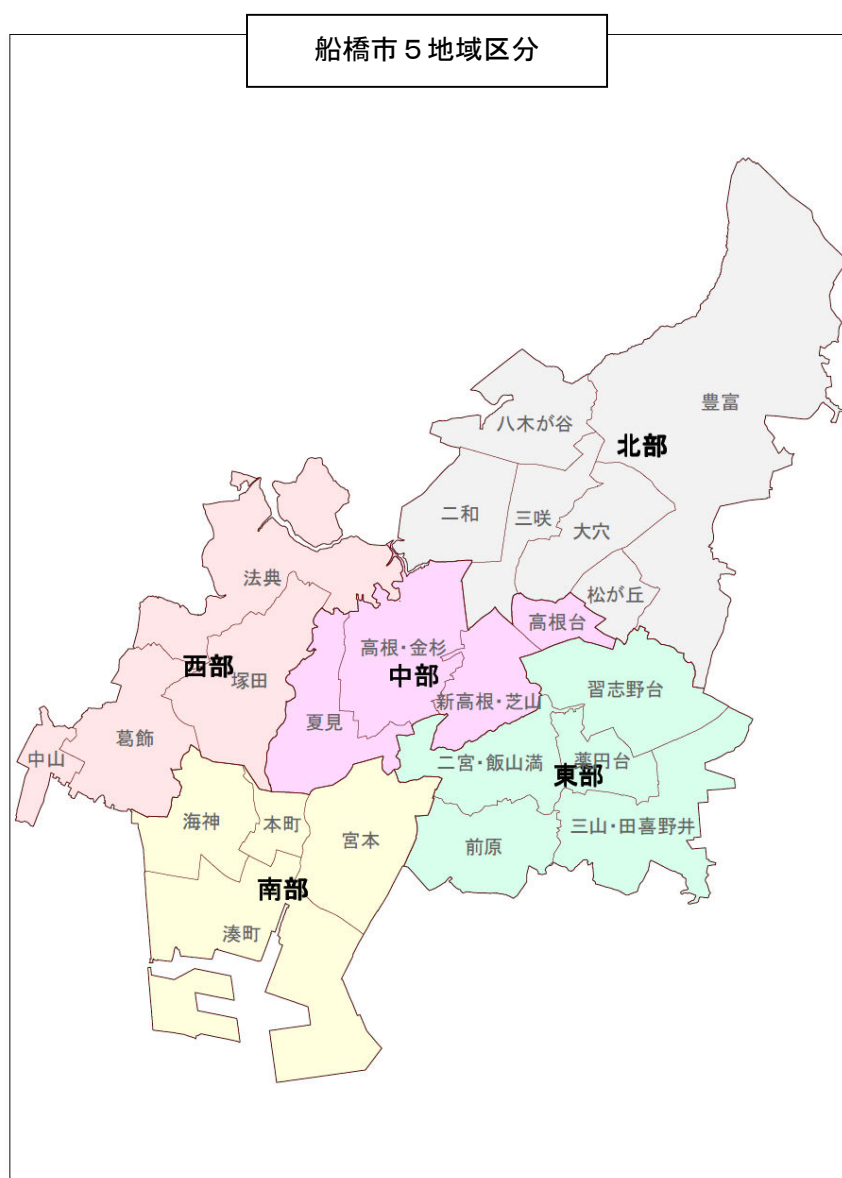 船橋市５地域区分
豊富
八木が谷
北部
二和
三咲
大穴
法典
松が丘
高根台
高根・金杉
西部
中部
塚田
習志野台
新高根・芝山
夏見
葛飾
中山
二宮・飯山満
薬円台
東部
海神
本町
宮本
前原
三山・田喜野井
南部
湊町